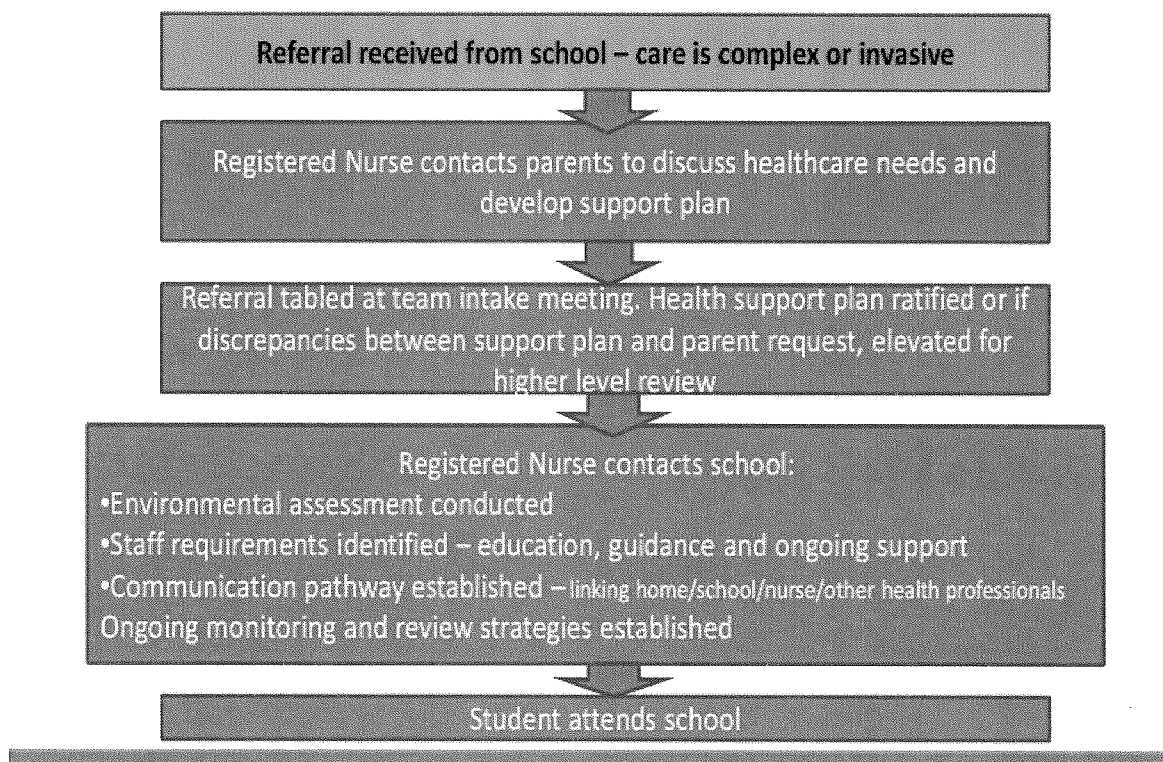 Referral received from school – care is complex or invasive
Registered Nurse contacts parents to discuss healthcare needs and
develop support plan
Referral tabled at team intake meeting. Health support plan ratified or if
discrepancies between support plan and parent request, elevated for
higher level review
Registered Nurse contacts school:
•Environmental assessment conducted
•Staff requirements identified – education, guidance and ongoing support
•Communication pathway established – linking home/school/nurse/other health professionals
Ongoing monitoring and review strategies established
Student attends school